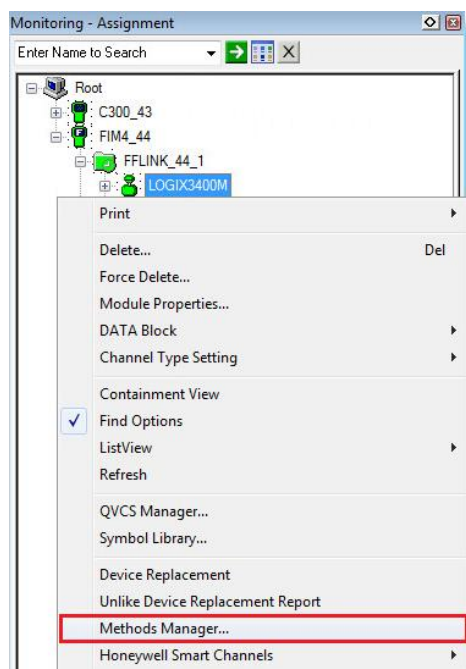 Monitoring - Assignment
Enter Name to Search
Root
C300_43
FIM4_44
FFLINK_44_1
LOGIX3400M
Print
Delete... Del
Force Delete...
Module Properties...
DATA Block
Channel Type Setting
Containment View
Find Options
ListView
Refresh
QVCS Manager...
Symbol Library...
Device Replacement
Unlike Device Replacement Report
Methods Manager...
Honeywell Smart Channels